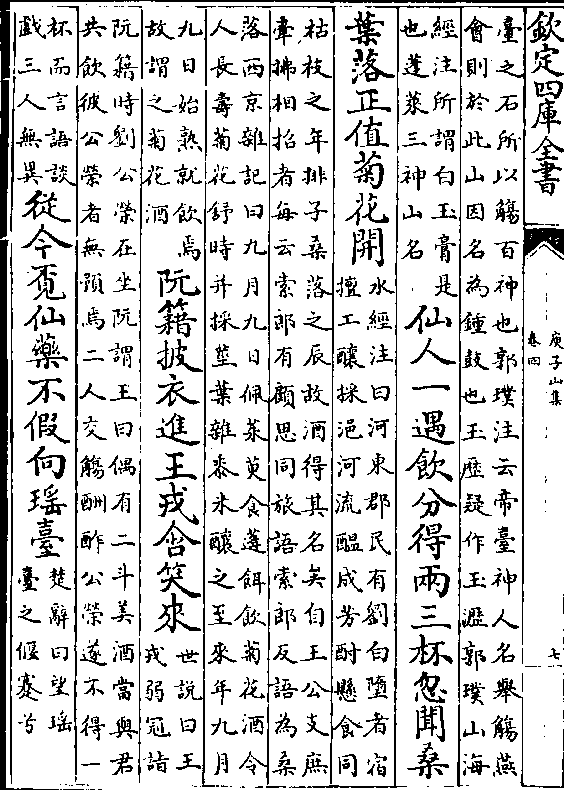 欽定四庫全書
庚子山集
卷四
七
臺之石所以觴百神也郭璞注云帝臺神人名舉觴燕
會則於此山因名為鍾鼓也玉歷疑作玉瀝郭璞山海
經注所謂白玉膏是
也蓬萊三神山名
仙人一遇飲分得兩三杯忽聞桑
葉落正值菊花開
水經注曰河東郡民有劉白墮者宿
擅工釀採浥河流醞成芳酎懸食同
枯枝之年排子桑落之辰故酒得其名矣自王公支庶
牽拂相招者每云索郎有顧思同旅語索郎反語為桑
落西京雜記曰九月九日佩茱萸食蓬餌飲菊花酒令
人長壽菊花舒時并採莖葉雜黍米釀之至來年九月
九日始熟就飲焉
故謂之菊花酒
阮籍披衣進王戎含笑來
世說曰王
戎弱冠詣
阮籍時劉公榮在坐阮謂王曰偶有二斗美酒當與君
共飲彼公榮者無預焉二人交觴酬酢公榮遂不得一
杯而言語談
戲三人無異
從今覓仙藥不假向瑤臺
楚辭曰望瑤
臺之偃蹇兮